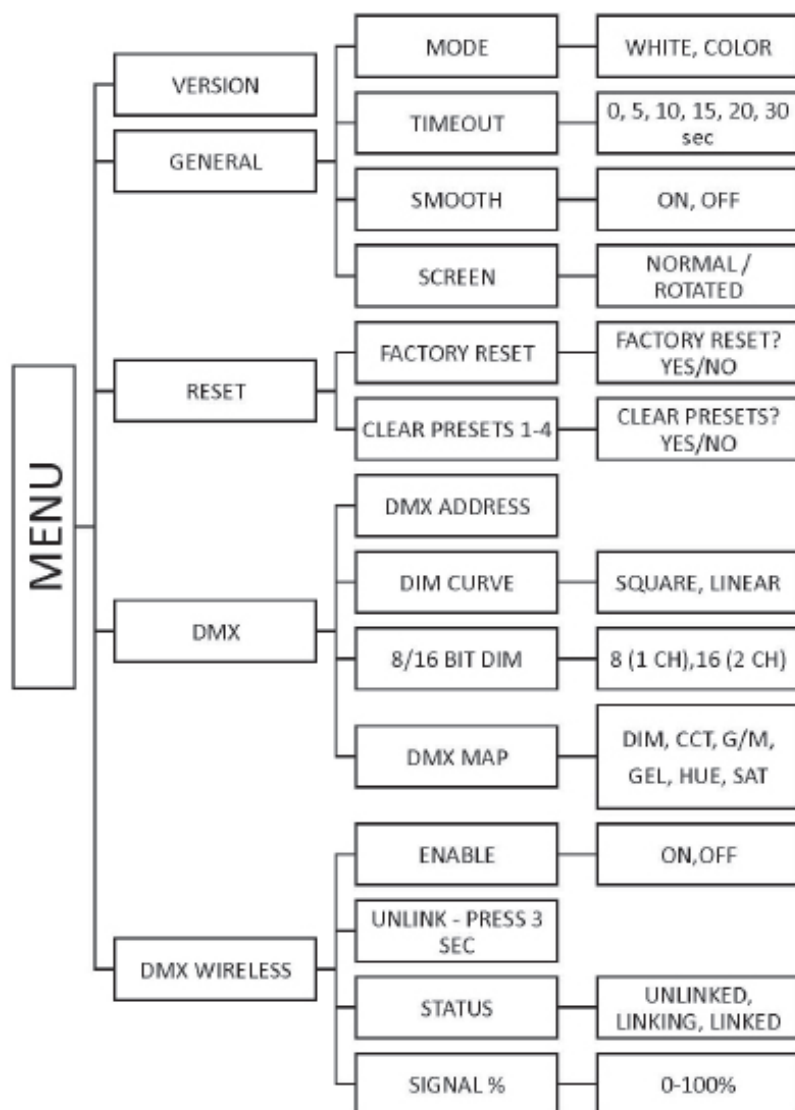 MENU
VERSION
GENERAL
MODE
WHITE, COLOR
TIMEOUT
0, 5, 10, 15, 20, 30
sec
SMOOTH
ON, OFF
SCREEN
NORMAL /
ROTATED
RESET
FACTORY RESET
FACTORY RESET?
YES/NO
CLEAR PRESETS 1-4
CLEAR PRESETS?
YES/NO
DMX
DMX ADDRESS
DIM CURVE
SQUARE, LINEAR
8/16 BIT DIM
8 (1 CH),16 (2 CH)
DMX MAP
DIM, CCT, G/M,
GEL, HUE, SAT
DMX WIRELESS
ENABLE
ON,OFF
UNLINK - PRESS 3
SEC
STATUS
UNLINKED,
LINKING, LINKED
SIGNAL %
0-100%